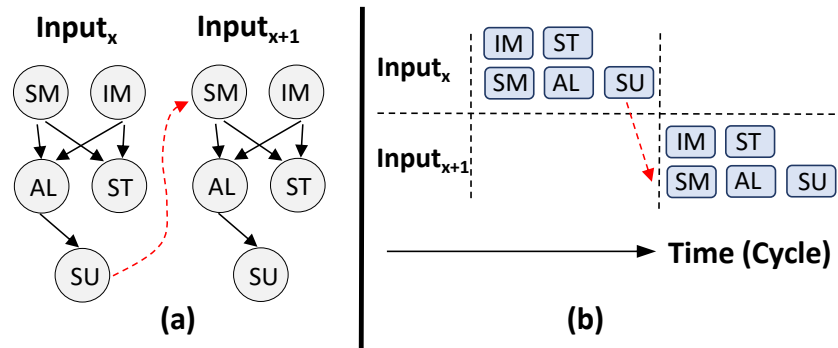 Input_x Input_x+1
SM IM SM IM
AL ST AL ST
SU SU
(a)
IM ST
Input_x SM AL SU
IM ST
Input_x+1 SM AL SU
Time (Cycle)
(b)